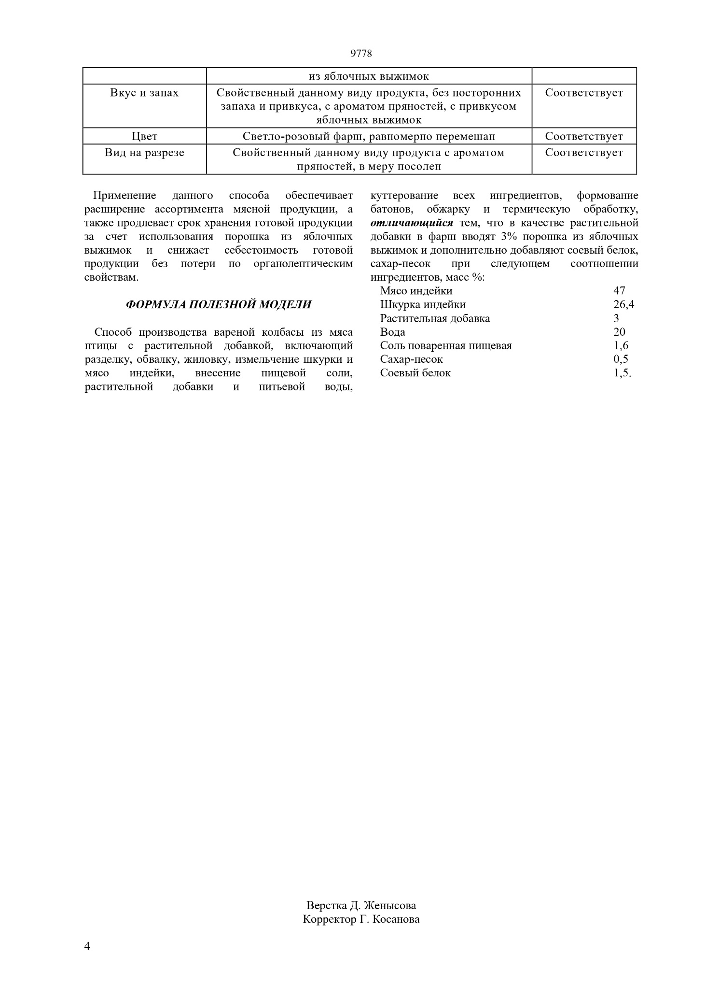 9778
из яблочных выжимок
Вкус и запах
Свойственный данному виду продукта, без посторонних
запаха и привкуса, с ароматом пряностей, с привкусом
яблочных выжимок
Соответствует
Цвет
Светло-розовый фарш, равномерно перемешан
Соответствует
Вид на разрезе
Свойственный данному виду продукта с ароматом
пряностей, в меру посолен
Соответствует
Применение данного способа обеспечивает
расширение ассортимента мясной продукции, а
также продлевает срок хранения готовой продукции
за счет использования порошка из яблочных
выжимок и снижает себестоимость готовой
продукции без потери по органолептическим
свойствам.
ФОРМУЛА ПОЛЕЗНОЙ МОДЕЛИ
Способ производства вареной колбасы из мяса
птицы с растительной добавкой, включающий
разделку, обвалку, жиловку, измельчение шкурки и
мясо индейки, внесение пищевой соли,
растительной добавки и питьевой воды,
куттерование всех ингредиентов, формование
батонов, обжарку и термическую обработку,
отличающийся тем, что в качестве растительной
добавки в фарш вводят 3% порошка из яблочных
выжимок и дополнительно добавляют соевый белок,
сахар-песок при следующем соотношении
ингредиентов, масс %:
Мясо индейки 47
Шкурка индейки 26,4
Растительная добавка 3
Вода 20
Соль поваренная пищевая 1,6
Сахар-песок 0,5
Соевый белок 1,5.
Верстка Д. Женысова
Корректор Г. Косанова
4